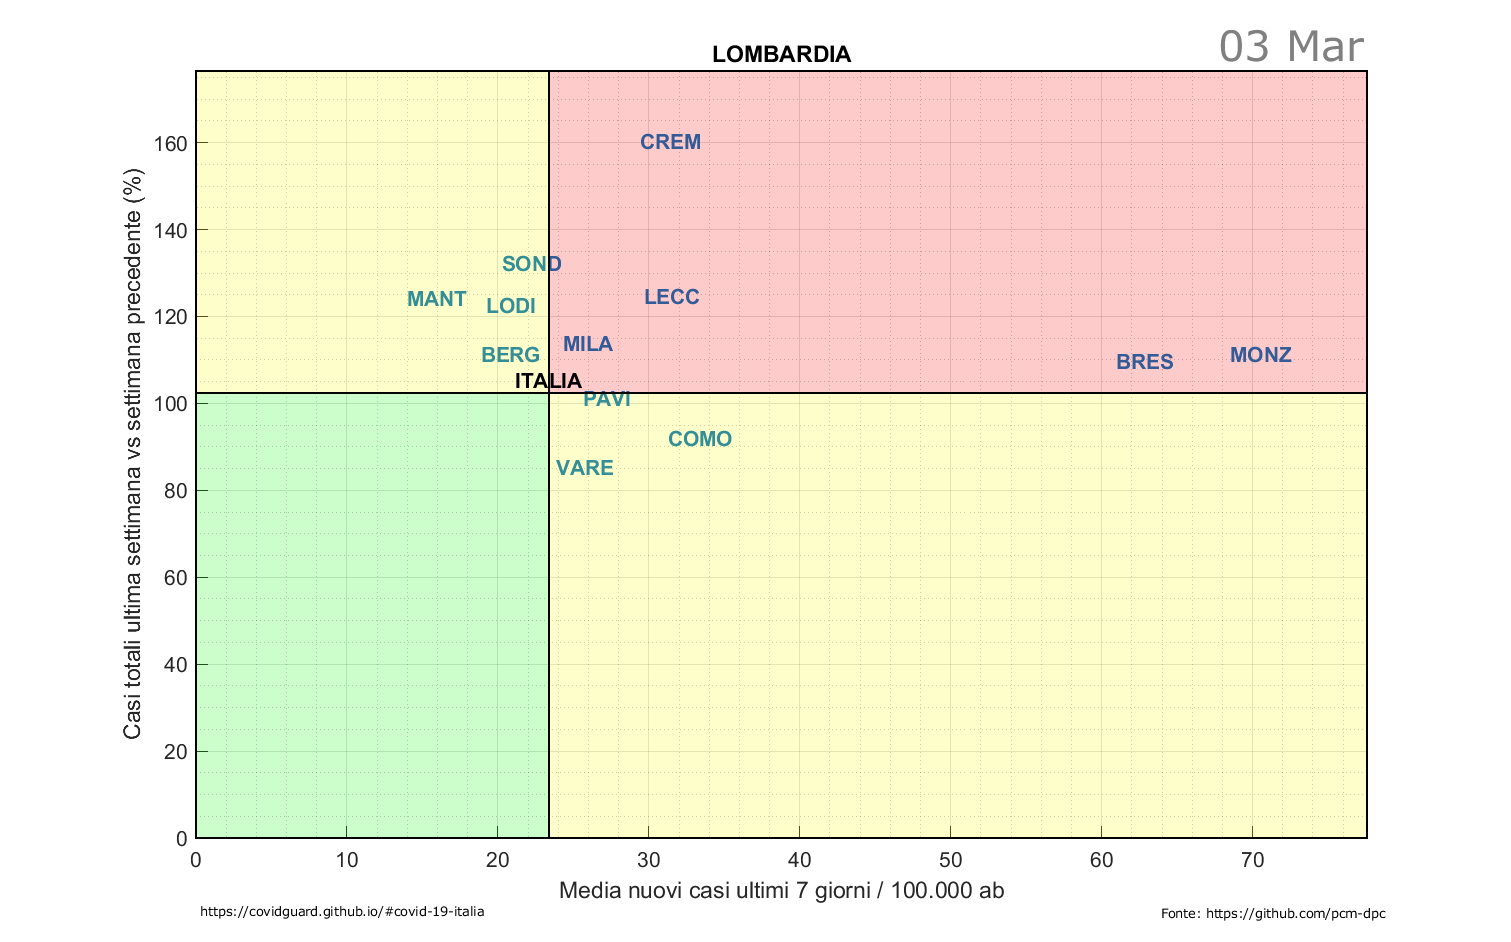 03 Mar
LOMBARDIA
Casi totali ultima settimana vs settimana precedente (%)
160
140
120
100
80
60
40
20
0
CREM
SOND
MANT
LODI
LECC
MILA
BERG
BRES
MONZ
ITALIA
PAVI
COMO
VARE
0 10 20 30 40 50 60 70
Media nuovi casi ultimi 7 giorni / 100.000 ab
https://covidguard.github.io/#covid-19-italia
Fonte: https://github.com/pcm-dpc